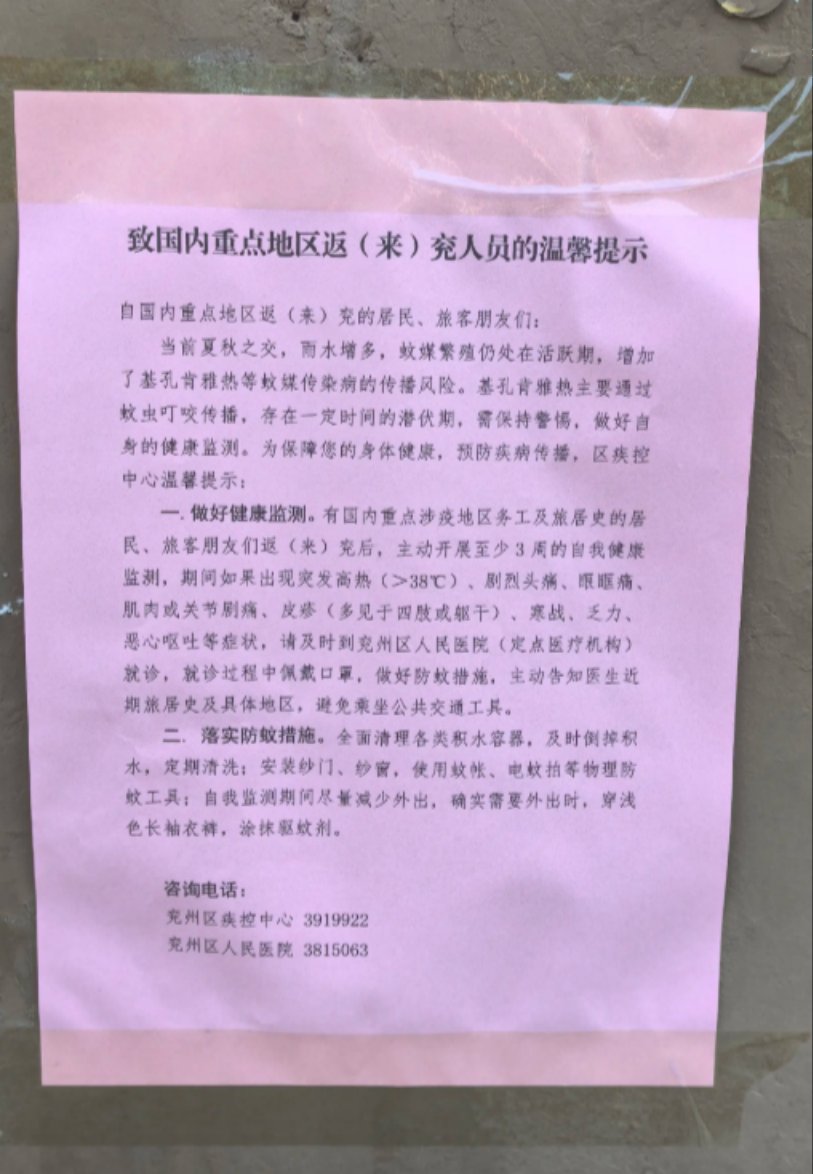 致国内重点地区返（来）兖人员的温馨提示
自国内重点地区返（来）兖的居民、旅客朋友们：
当前夏秋之交，雨水增多，蚊媒繁殖仍处在活跃期，增加
了基孔肯雅热等蚊媒传染病的传播风险。基孔肯雅热主要通过
蚊虫叮咬传播，存在一定时间的潜伏期，需保持警惕，做好自
身的健康监测。为保障您的身体健康，预防疾病传播，区疾控
中心温馨提示：
一. 做好健康监测。有国内重点涉疫地区务工及旅居史的居
民、旅客朋友们返（来）兖后，主动开展至少 3 周的自我健康
监测，期间如果出现突发高热（>38℃）、剧烈头痛、眼眶痛、
肌肉或关节剧痛、皮疹（多见于四肢或躯干）、寒战、乏力、
恶心呕吐等症状，请及时到兖州区人民医院（定点医疗机构）
就诊，就诊过程中佩戴口罩，做好防蚊措施，主动告知医生近
期旅居史及具体地区，避免乘坐公共交通工具。
二. 落实防蚊措施。全面清理各类积水容器，及时倒掉积
水，定期清洗；安装纱门、纱窗，使用蚊帐、电蚊拍等物理防
蚊工具；自我监测期间尽量减少外出，确实需要外出时，穿浅
色长袖衣裤，涂抹驱蚊剂。
咨询电话：
兖州区疾控中心 3919922
兖州区人民医院 3815063